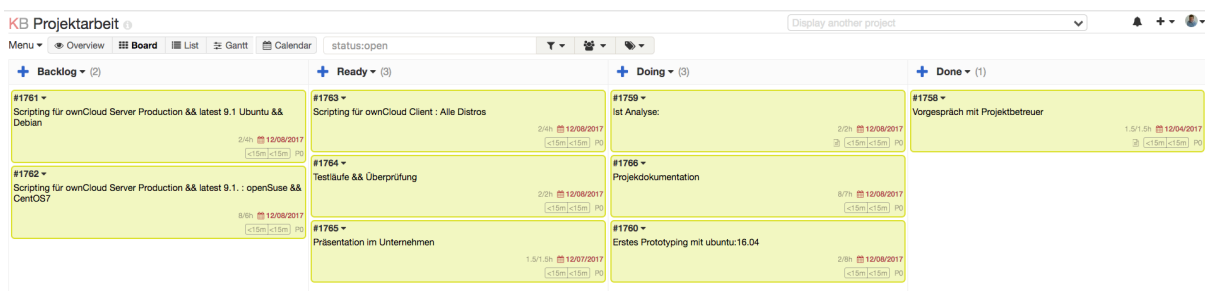 KB Projektarbeit
Display another project
Menu Overview Board List Gantt Calendar status:open
Backlog (2)
#1761
Scripting für ownCloud Server Production && latest 9.1 Ubuntu &&
Debian
2/4h 12/08/2017
<15m <15m P0
#1762
Scripting für ownCloud Server Production && latest 9.1. : openSuse &&
CentOS7
8/6h 12/08/2017
<15m <15m P0
Ready (3)
#1763
Scripting für ownCloud Client : Alle Distros
2/4h 12/08/2017
<15m <15m P0
#1764
Testläufe && Überprüfung
2/2h 12/08/2017
<15m <15m P0
#1765
Präsentation im Unternehmen
1.5/1.5h 12/07/2017
<15m <15m P0
Doing (3)
#1759
Ist Analyse:
2/2h 12/08/2017
<15m <15m P0
#1766
Projekdokumentation
8/7h 12/08/2017
<15m <15m P0
#1760
Erstes Prototyping mit ubuntu:16.04
2/8h 12/08/2017
<15m <15m P0
Done (1)
#1758
Vorgespräch mit Projektbetreuer
1.5/1.5h 12/04/2017
<15m <15m P0